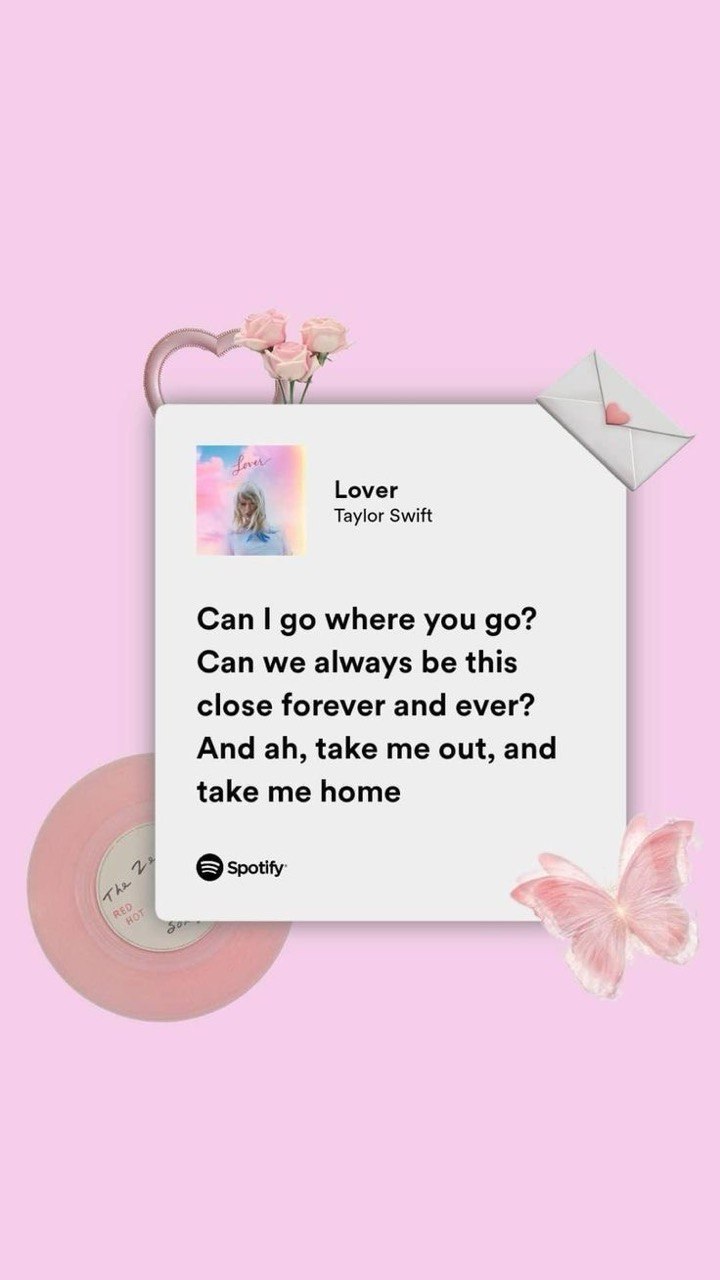 Lover
Lover
Taylor Swift
Can I go where you go?
Can we always be this
close forever and ever?
And ah, take me out, and
take me home
Spotify
The
RED
HOT